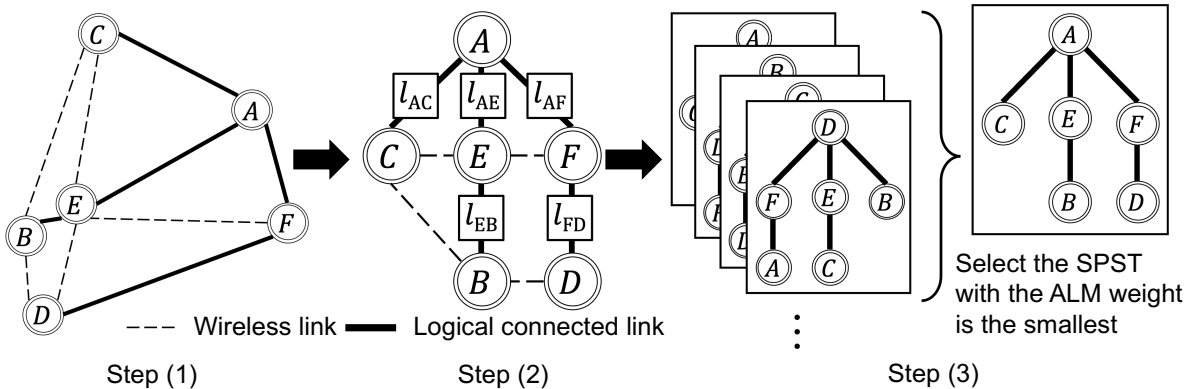 C
A
E
B
F
D
Step (1)
A
l_AC
l_AE
l_AF
C
E
F
l_EB
l_FD
B
D
Wireless link
Logical connected link
Step (2)
A
B
D
F
E
B
A
C
A
C
E
F
B
D
Select the SPST
with the ALM weight
is the smallest
Step (3)